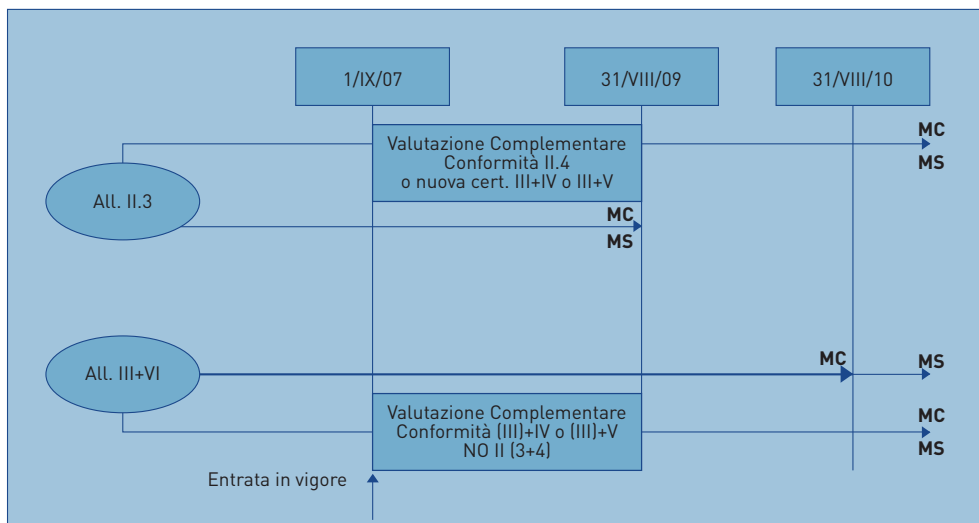 1/IX/07
31/VIII/09
31/VIII/10
Valutazione Complementare
Conformità II.4
o nuova cert. III+IV o III+V
MC
MS
All. II.3
MC
MS
All. III+VI
MC
MS
Valutazione Complementare
Conformità (III)+IV o (III)+V
NO II (3+4)
MC
MS
Entrata in vigore